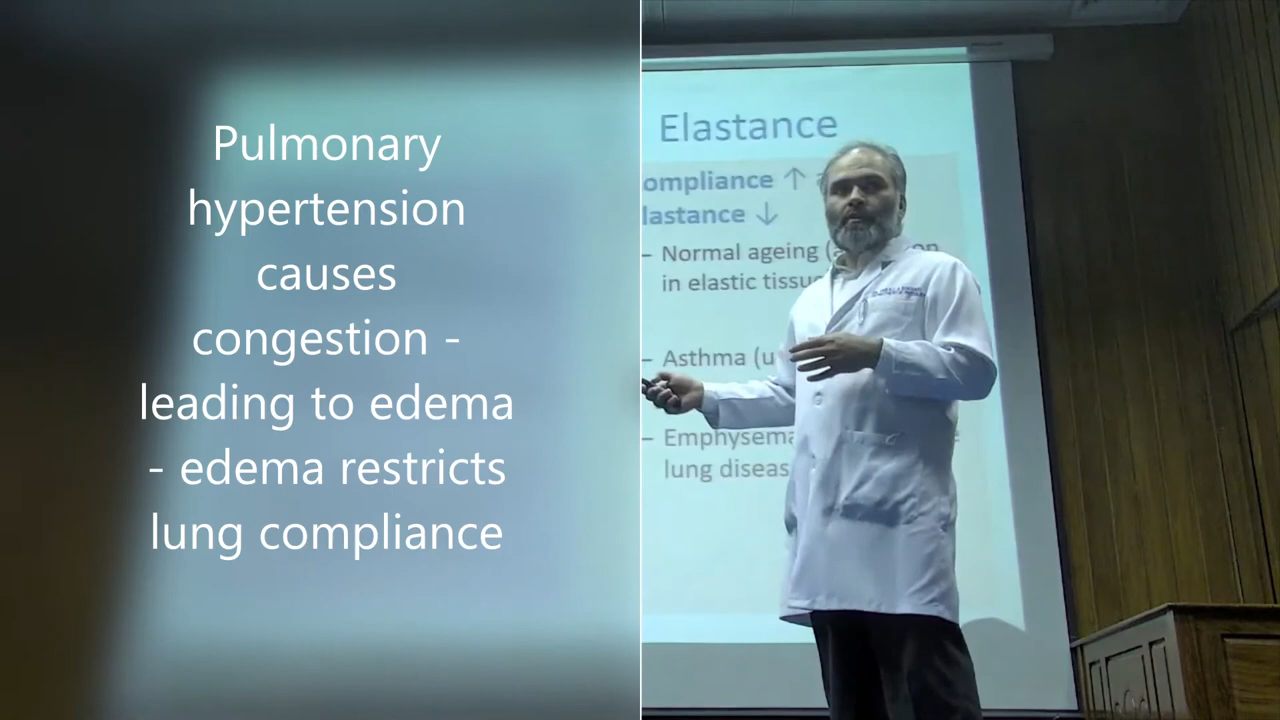 Pulmonary
hypertension
causes
congestion -
leading to edema
- edema restricts
lung compliance
Elastance
ompliance ↑
lastance ↓
– Normal ageing (
in elastic tissu
– Asthma (u
– Emphysema
lung diseas